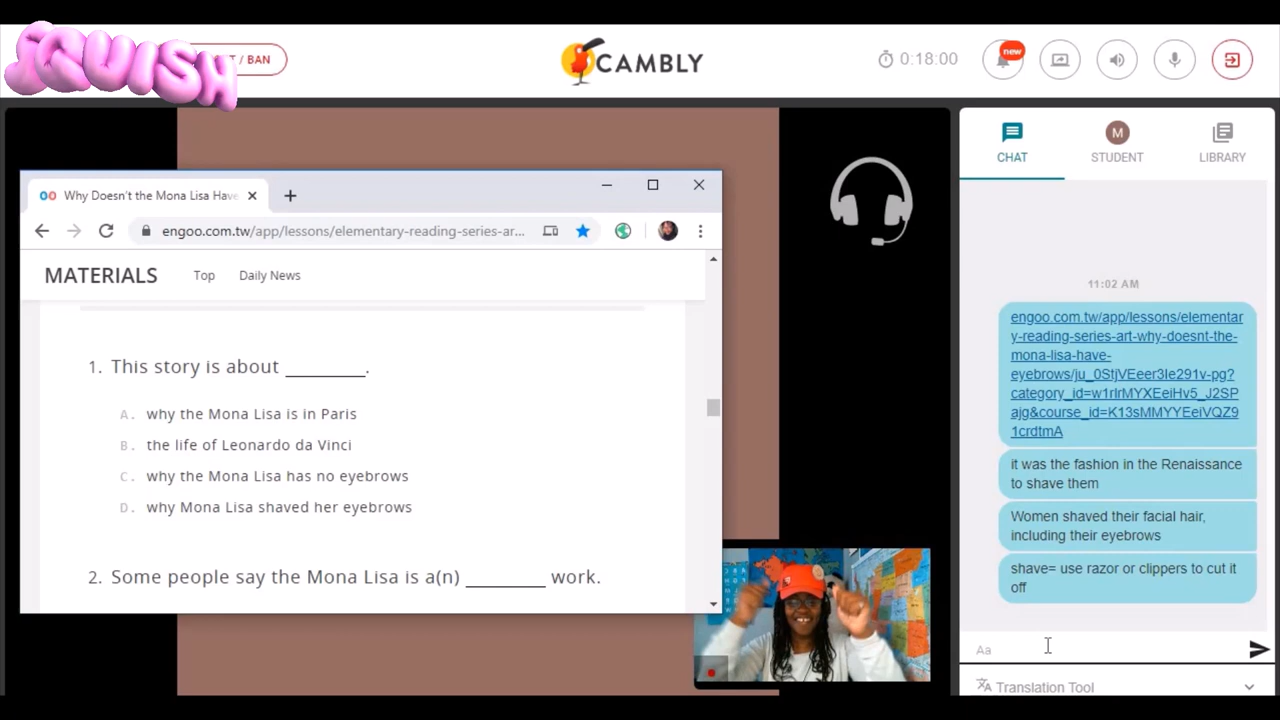 SQUISH
/ BAN
CAMBLY
0:18:00
new
CHAT
M
STUDENT
LIBRARY
Why Doesn't the Mona Lisa Have
engoo.com.tw/app/lessons/elementary-reading-series-ar...
MATERIALS
Top
Daily News
1. This story is about ________.
A. why the Mona Lisa is in Paris
B. the life of Leonardo da Vinci
C. why the Mona Lisa has no eyebrows
D. why Mona Lisa shaved her eyebrows
2. Some people say the Mona Lisa is a(n) ________ work.
11:02 AM
engoo.com.tw/app/lessons/elementar
y-reading-series-art-why-doesnt-the-
mona-lisa-have-
eyebrows/ju_0StjVEeer3Ie291v-pg?
category_id=w1rIrMYXEeiHv5_J2SP
ajg&course_id=K13sMMYYEeiVQZ9
1crdtmA
it was the fashion in the Renaissance
to shave them
Women shaved their facial hair,
including their eyebrows
shave= use razor or clippers to cut it
off
Aa
Translation Tool